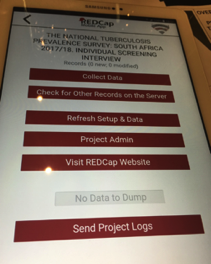 REDCap
THE NATIONAL TUBERCULOSIS
PREVALENCE SURVEY: SOUTH AFRICA
2017/18: INDIVIDUAL SCREENING
INTERVIEW
Records (0 new; 0 modified)
Collect Data
Check for Other Records on the Server
Refresh Setup & Data
Project Admin
Visit REDCap Website
No Data to Dump
Send Project Logs